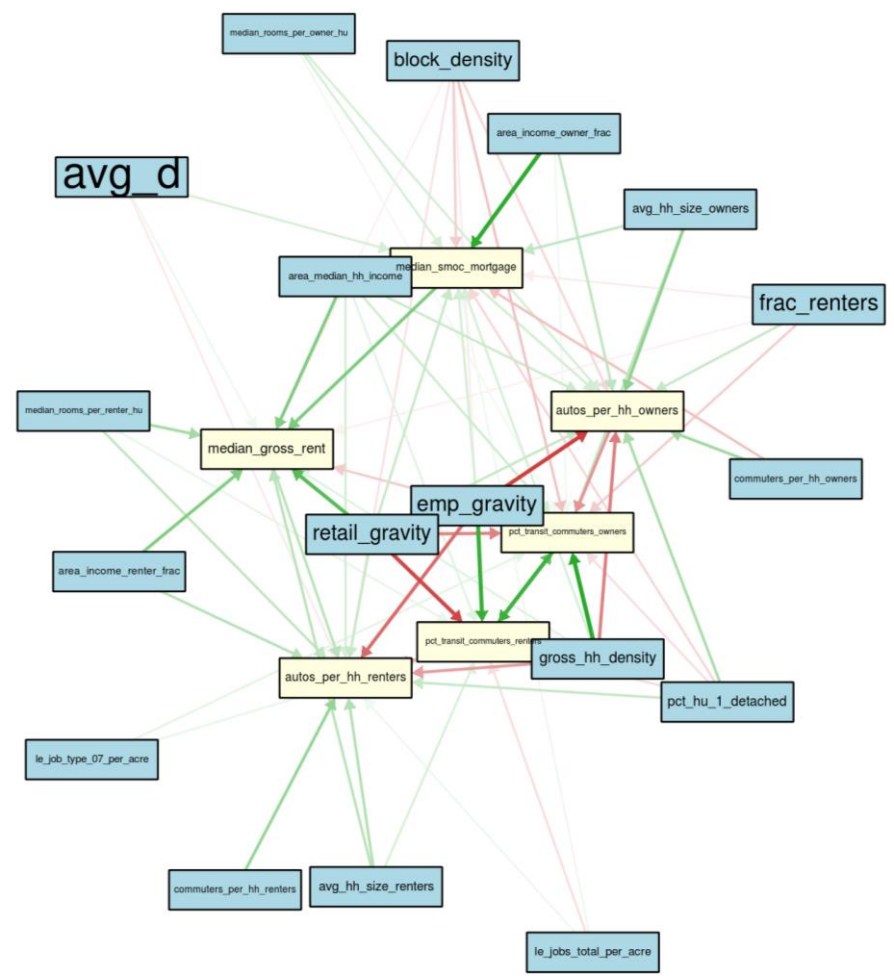 median_rooms_per_owner_hu
block_density
area_income_owner_frac
avg_d
avg_hh_size_owners
median_smoc_mortgage
area_median_hh_income
frac_renters
median_rooms_per_renter_hu
autos_per_hh_owners
median_gross_rent
commuters_per_hh_owners
emp_gravity
retail_gravity
pct_transit_commuters_owners
area_income_renter_frac
pct_transit_commuters_renters
gross_hh_density
autos_per_hh_renters
pct_hu_1_detached
le_job_type_07_per_acre
commuters_per_hh_renters
avg_hh_size_renters
le_jobs_total_per_acre